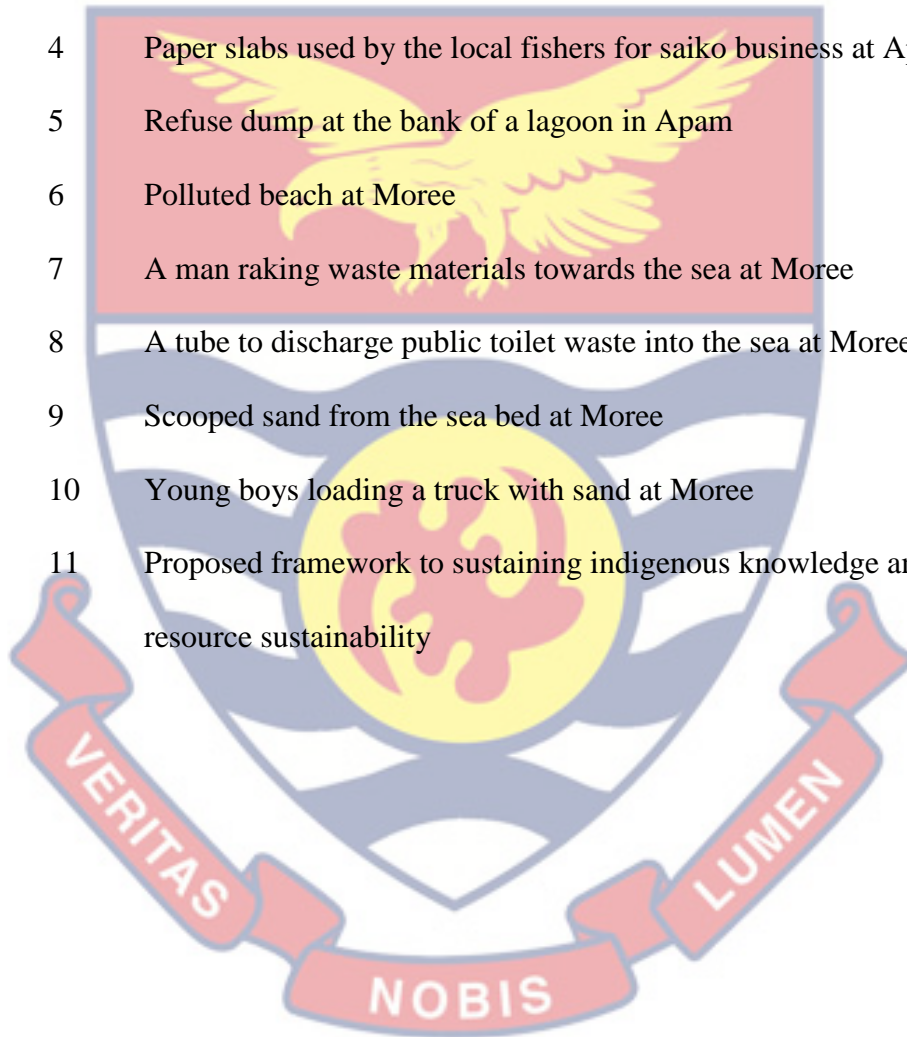 4 Paper slabs used by the local fishers for saiko business at
5 Refuse dump at the bank of a lagoon in Apam
6 Polluted beach at Moree
7 A man raking waste materials towards the sea at Moree
8 A tube to discharge public toilet waste into the sea at Moree
9 Scooped sand from the sea bed at Moree
10 Young boys loading a truck with sand at Moree
11 Proposed framework to sustaining indigenous knowledge
resource sustainability
VERITAS
NOBIS
LUMEN